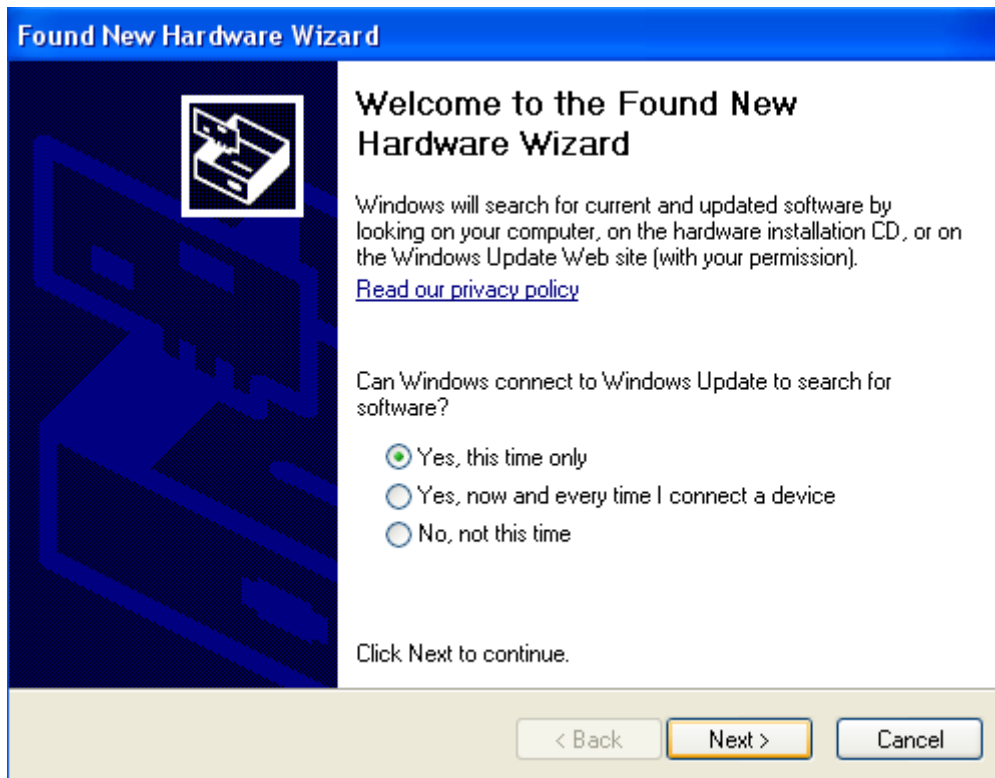 Found New Hardware Wizard
Welcome to the Found New
Hardware Wizard
Windows will search for current and updated software by
looking on your computer, on the hardware installation CD, or on
the Windows Update Web site (with your permission).
Read our privacy policy
Can Windows connect to Windows Update to search for
software?
Yes, this time only
Yes, now and every time I connect a device
No, not this time
Click Next to continue.
< Back Next > Cancel